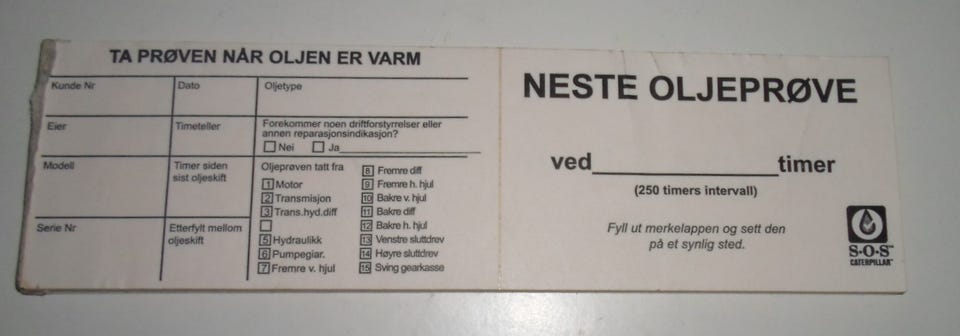 TA PRØVEN NÅR OLJEN ER VARM
Kunde Nr
Dato
Oljetype
Eier
Timeteller
Forekommer noen driftforstyrrelser eller
annen reparasjonsindikasjon?
Nei
Ja
Modell
Timer siden
sist oljeskift
Serie Nr
Etterfylt mellom
oljeskift
Oljeprøven tatt fra
1 Motor
2 Transmisjon
3 Trans.hyd.diff
5 Hydraulikk
6 Pumpegiar.
7 Fremre v. hjul
8 Fremre diff
9 Fremre h. hjul
10 Bakre v. hjul
11 Bakre diff
12 Bakre h. hjul
13 Venstre sluttdrev
14 Høyre sluttdrev
15 Sving gearkasse
NESTE OLJEPRØVE
ved____________timer
(250 timers intervall)
Fyll ut merkelappen og sett den
på et synlig sted.
S·O·S
CATERPILLAR